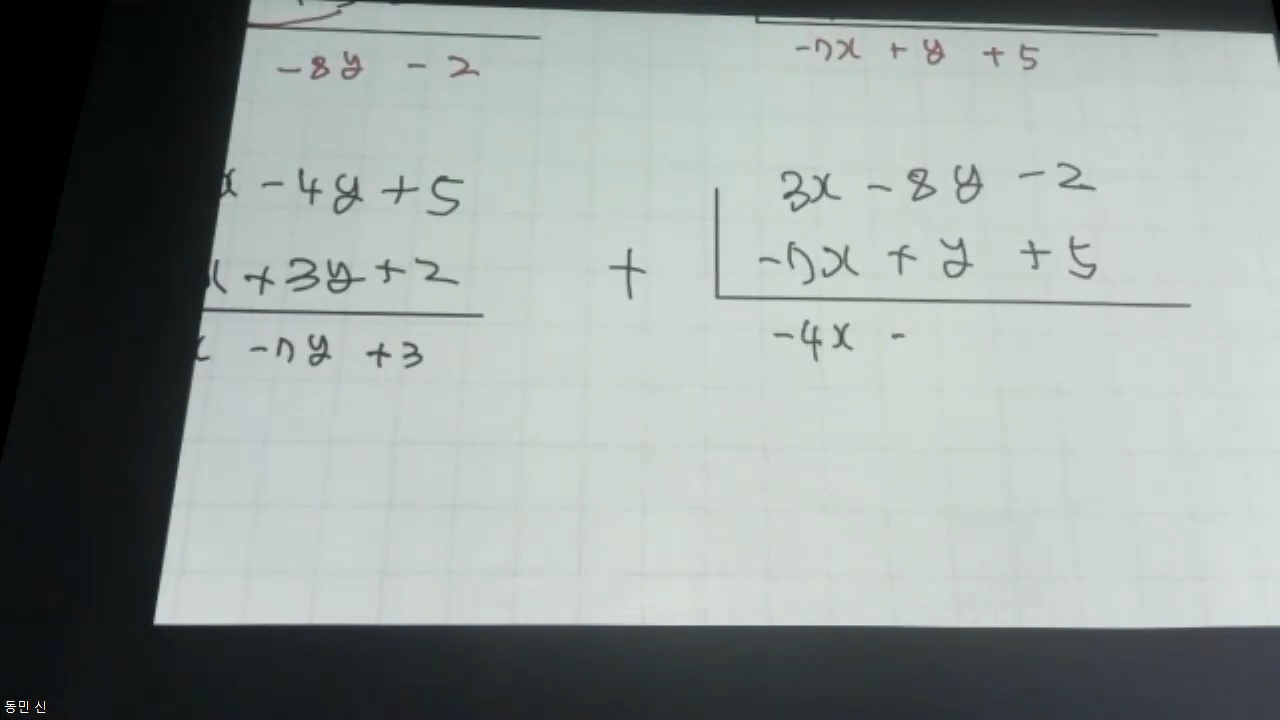 -8y -2
-7x + y + 5
x -4y +5
x +3y +2
x -7y +3
+
3x -8y -2
-7x + y +5
-4x -
동민 신